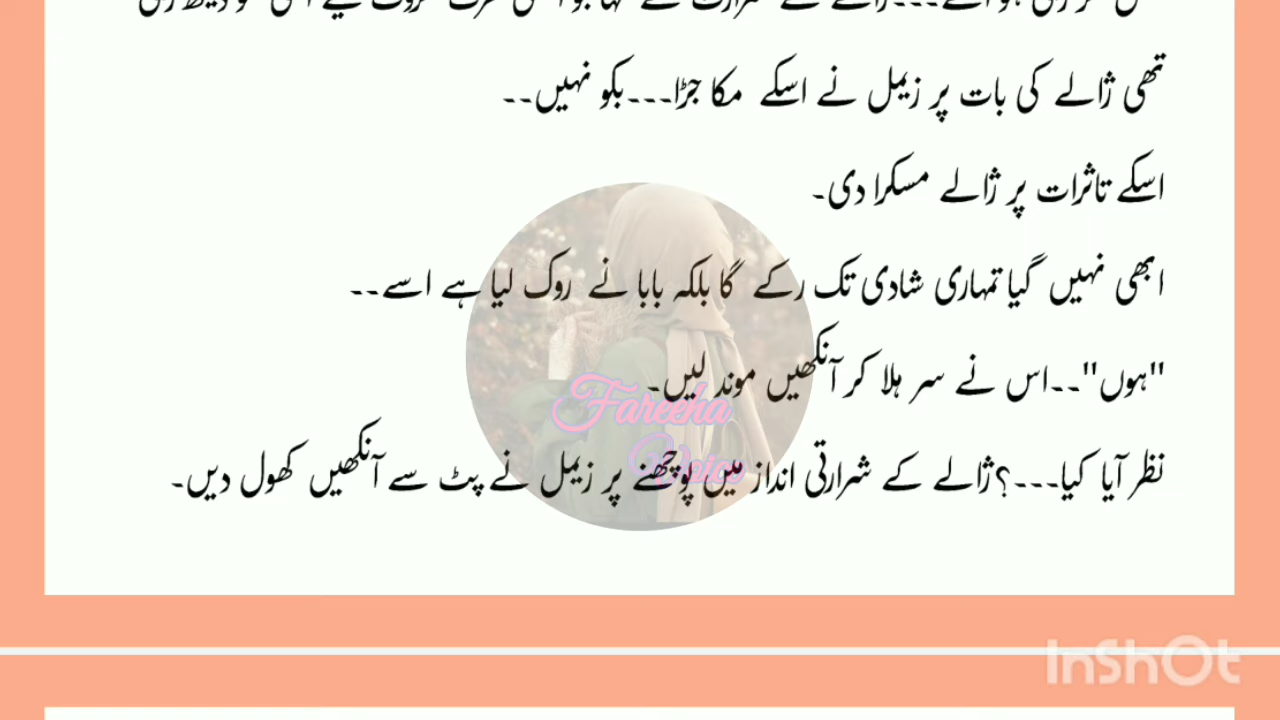 تھی ژالے کی بات پر زیمل نے اسکے مکا جڑا۔۔۔بکو نہیں۔۔
اسکے تاثرات پر ژالے مسکرا دی۔
ابھی نہیں گیا تمہاری شادی تک رکے گا بلکہ بابا نے روک لیا ہے اسے۔۔
"ہوں"۔۔اس نے سر ہلا کر آنکھیں موند لیں۔
Fareeha
نظر آیا کیا۔۔۔؟ژالے کے شرارتی انداز میں پوچھنے پر زیمل نے پٹ سے آنکھیں کھول دیں۔
Voice
InShOt